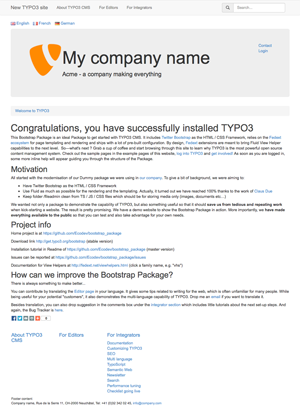 New TYPO3 site About TYPO3 CMS For Editors For Integrators Search
English French German
My company name
Acme - a company making everything
Contact
Login
Welcome to TYPO3
Congratulations, you have successfully installed TYPO3
This Bootstrap Package is an ideal Package to get started with TYPO3 CMS. It includes Twitter Bootstrap as the HTML / CSS Framework, relies on the Fedext
ecosystem for page templating and rendering and ships with a lot of pre-built configuration. By design, Fedext extensions are meant to bring Fluid View Helper
capabilities to the next level. So—what's next ? Grab a cup of coffee and start browsing through this site to learn why TYPO3 is the most powerful open source
content management system. Check out the sample pages in the example pages of this website, log into TYPO3 and get involved! As soon as you are logged in,
some more inline help will appear guiding you through the structure of the Package.
Motivation
All started with the modernisation of our Dummy package we were using in our company. To give a bit of background, we were aiming to:
Have Twitter Bootstrap as the HTML / CSS Framework
Use Fluid as much as possible for the rendering and the templating. Actually, it turned out we have reached 100% thanks to the work of Claus Due
Keep folder /fileadmin clean from TS / JS / CSS files which should be for storing media only (images, documents etc...)
We wanted not only a package to demonstrate the capability of TYPO3, but also something useful so that it should save us from tedious and repeating work
when kick-starting a website. The result is pretty promising. We have a demo website to show the Bootstrap Package in action. More importantly, we have made
everything available to the public so that you can test and also take advantage for your own needs.
Project info
Home project is at https://github.com/Ecodev/bootstrap_package
Download link http://get.typo3.org/bootstrap (stable version)
Installation tutorial in Readme of https://github.com/Ecodev/bootstrap_package (master version)
Issues can be reported at https://github.com/Ecodev/bootstrap_package/issues
Documentation for View Helpers at http://fedext.net/viewhelpers.html (click a family name, e.g. "vhs")
How can we improve the Bootstrap Package?
There is always something to make better...
You can contribute by translating the Editor page in your language. It gives some tips related to writing for the web, which is often unfamiliar for many people. While
being useful for your potential "customers", it also demonstrates the multi-language capability of TYPO3. Drop me an email if you want to translate it.
Besides translating, you can also drop suggestion in the comments box under the integrator section which includes little tutorials about the next set-up steps. And
again, the Bug Tracker is here.
About TYPO3
CMS
For Editors
For Integrators
Documentation
Customizing TYPO3
SEO
Multi language
TypoScript
Semantic Web
Newsletter
Search
Performance tuning
Checklist going live
Footer contact
Company name, Rue de la Serre 11, CH-2000 Neuchâtel, Tel: +41 (0)32